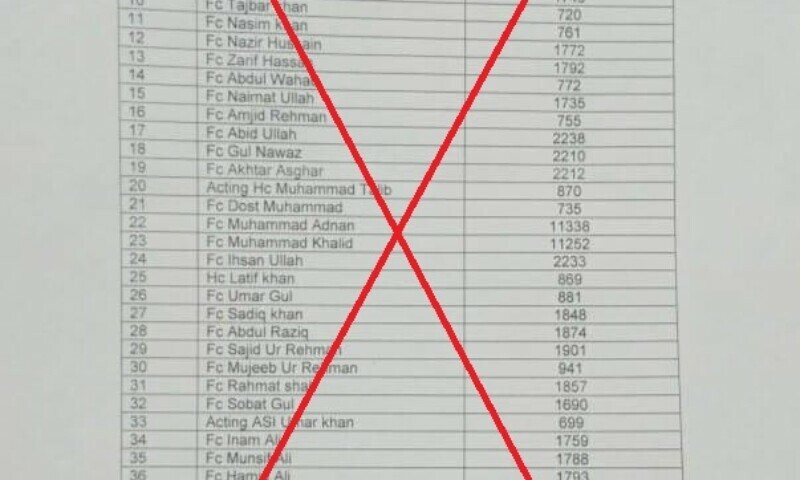 10 Fc Tajbar khan 720
11 Fc Nasim khan 761
12 Fc Nazir Hussain 1772
13 Fc Zarif Hassan 1792
14 Fc Abdul Wahab 772
15 Fc Naimat Ullah 1735
16 Fc Amjid Rehman 755
17 Fc Abid Ullah 2238
18 Fc Gul Nawaz 2210
19 Fc Akhtar Asghar 2212
20 Acting Hc Muhammad Talib 870
21 Fc Dost Muhammad 735
22 Fc Muhammad Adnan 11338
23 Fc Muhammad Khalid 11252
24 Fc Ihsan Ullah 2233
25 Hc Latif khan 869
26 Fc Umar Gul 881
27 Fc Sadiq khan 1848
28 Fc Abdul Raziq 1874
29 Fc Sajid Ur Rehman 1901
30 Fc Mujeeb Ur Rehman 941
31 Fc Rahmat shah 1857
32 Fc Sobat Gul 1690
33 Acting ASI Umar khan 699
34 Fc Inam Ali 1759
35 Fc Munsif Ali 1788
36 Fc Ali 1793